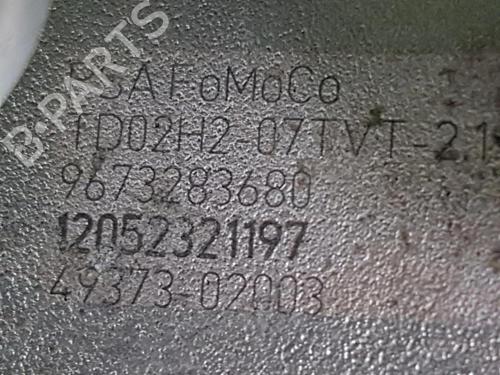 B-PARTS
PSA FoMoCo
TD02H2-07TVT-2.1
9673283680
12052321197
49373-02003